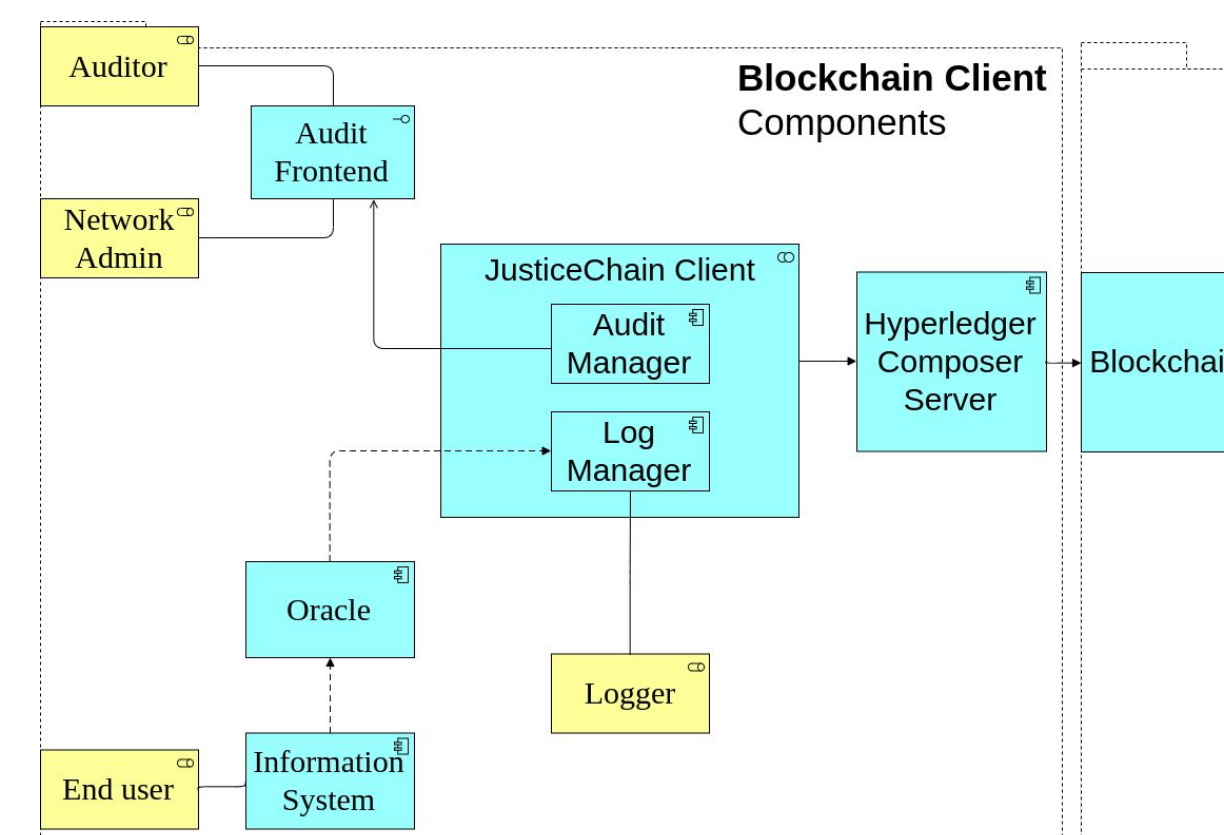 Auditor
Blockchain Client
Components
Audit
Frontend
Network
Admin
JusticeChain Client
Audit
Manager
Hyperledger
Composer
Server
Blockchai
Log
Manager
Oracle
Logger
Information
System
End user